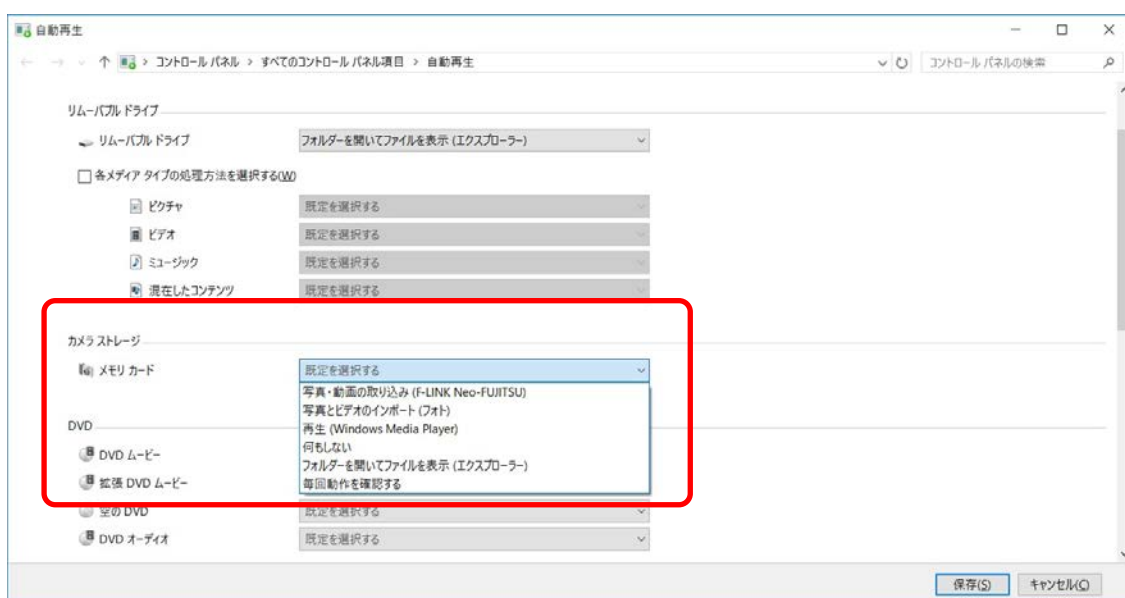 自動再生
コントロール パネル > すべてのコントロール パネル項目 > 自動再生
コントロール パネルの検索
リムーバブル ドライブ
リムーバブル ドライブ フォルダーを開いてファイルを表示 (エクスプローラー)
各メディア タイプの処理方法を選択する(W)
ピクチャ 既定を選択する
ビデオ 既定を選択する
ミュージック 既定を選択する
混在したコンテンツ 既定を選択する
カメラ ストレージ
メモリ カード 既定を選択する
写真・動画の取り込み (F-LINK Neo-FUJITSU)
写真とビデオのインポート (フォト)
再生 (Windows Media Player)
何もしない
フォルダーを開いてファイルを表示 (エクスプローラー)
毎回動作を確認する
DVD
DVD ムービー
拡張 DVD ムービー
空の DVD 既定を選択する
DVD オーディオ 既定を選択する
保存(S) キャンセル(C)